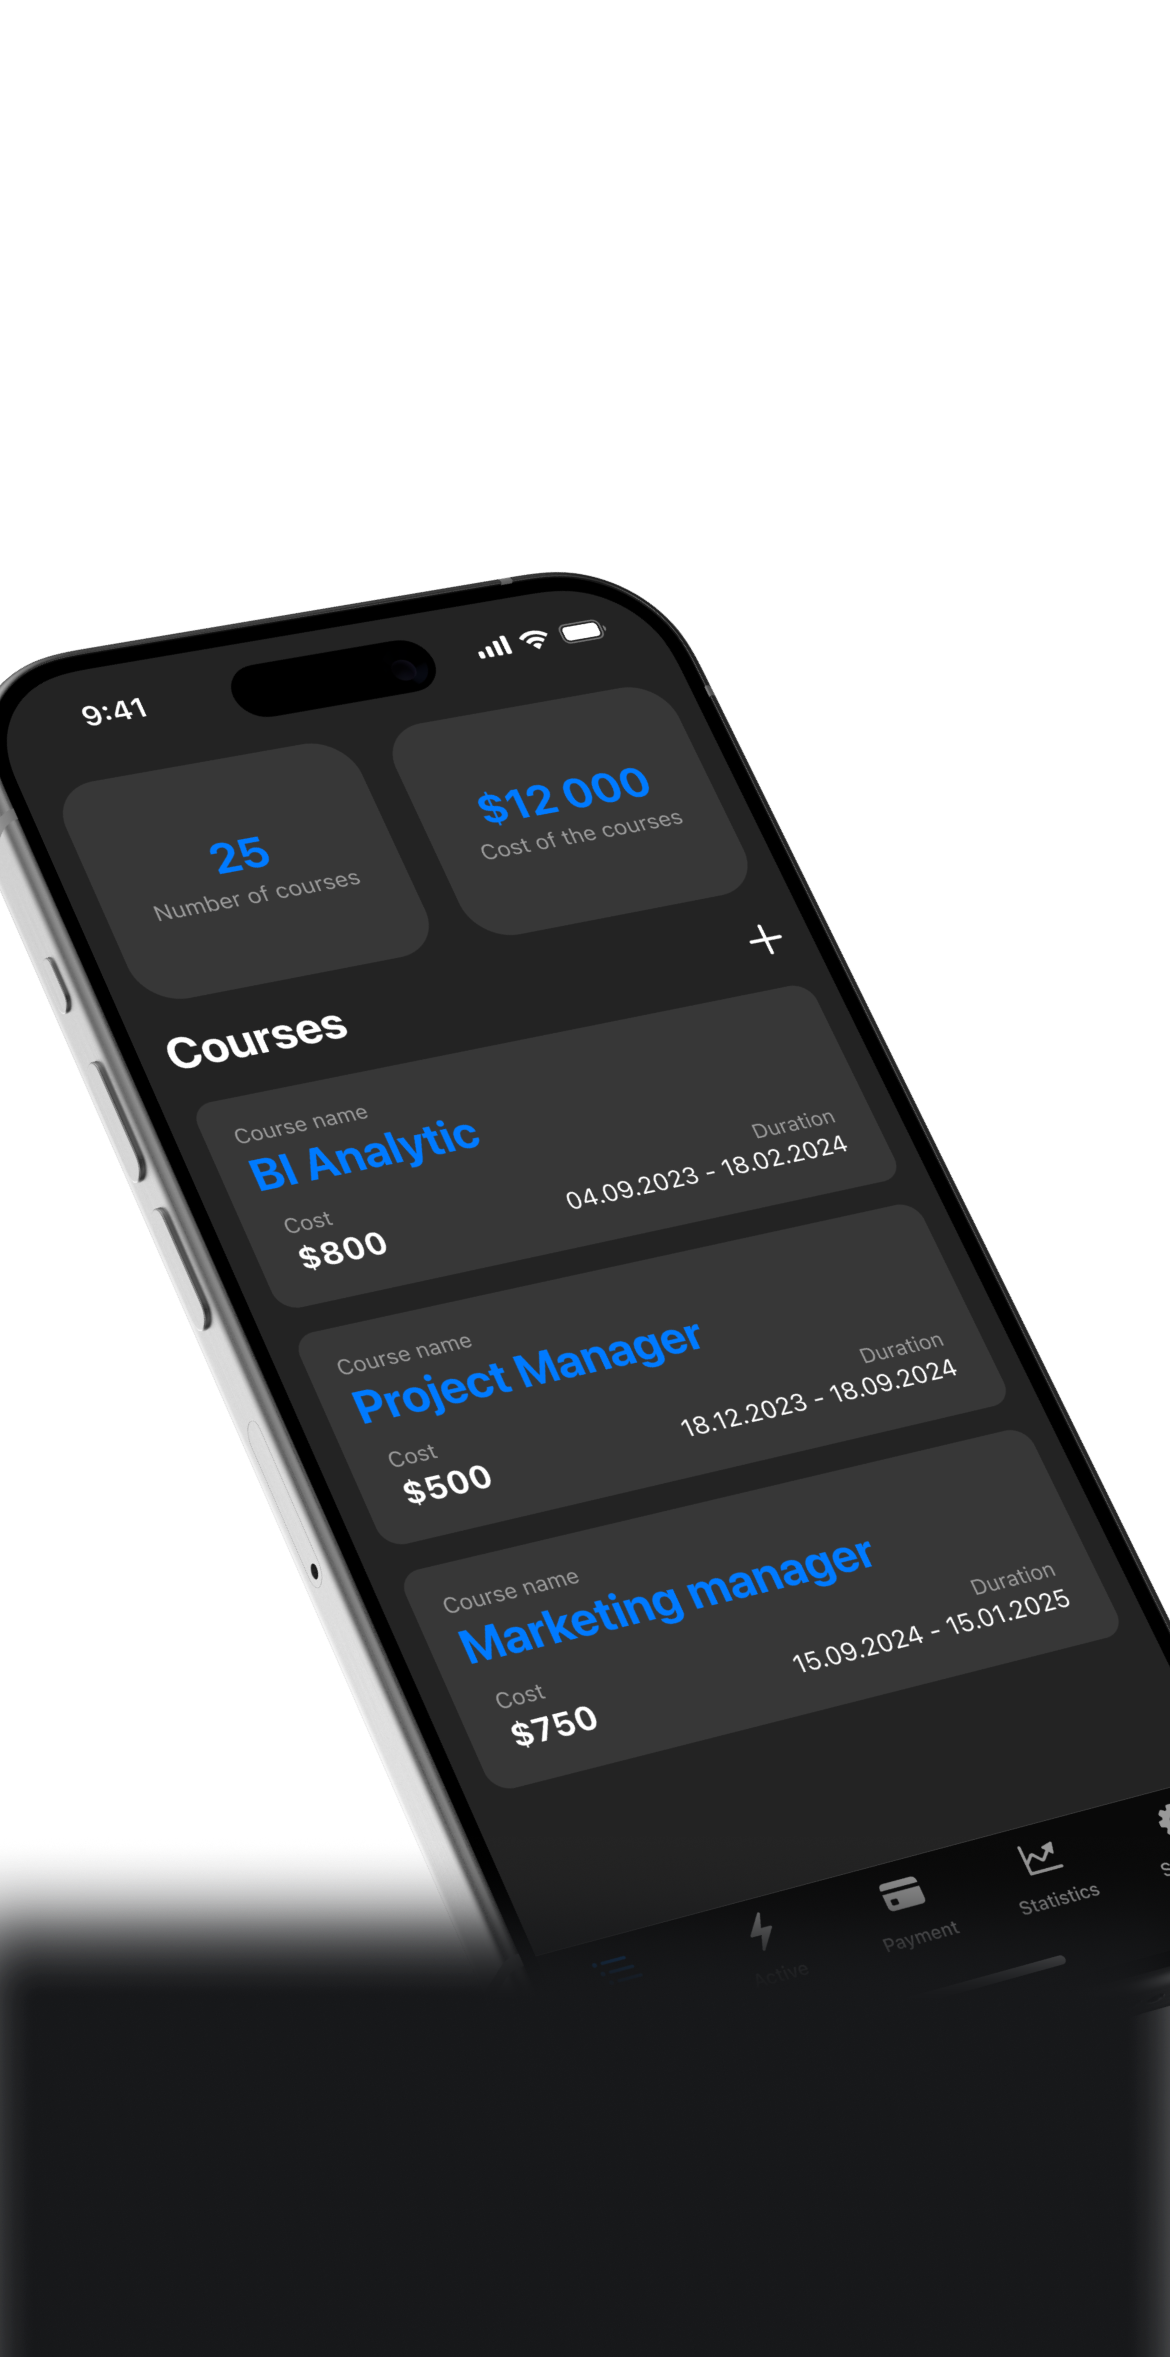 9:41
25
Number of courses
$12 000
Cost of the courses
Courses
Course name
BI Analytic
Cost
$800
Duration
04.09.2023 - 18.02.2024
Course name
Project Manager
Cost
$500
Duration
18.12.2023 - 18.09.2024
Course name
Marketing manager
Cost
$750
Duration
15.09.2024 - 15.01.2025
Active
Payment
Statistics